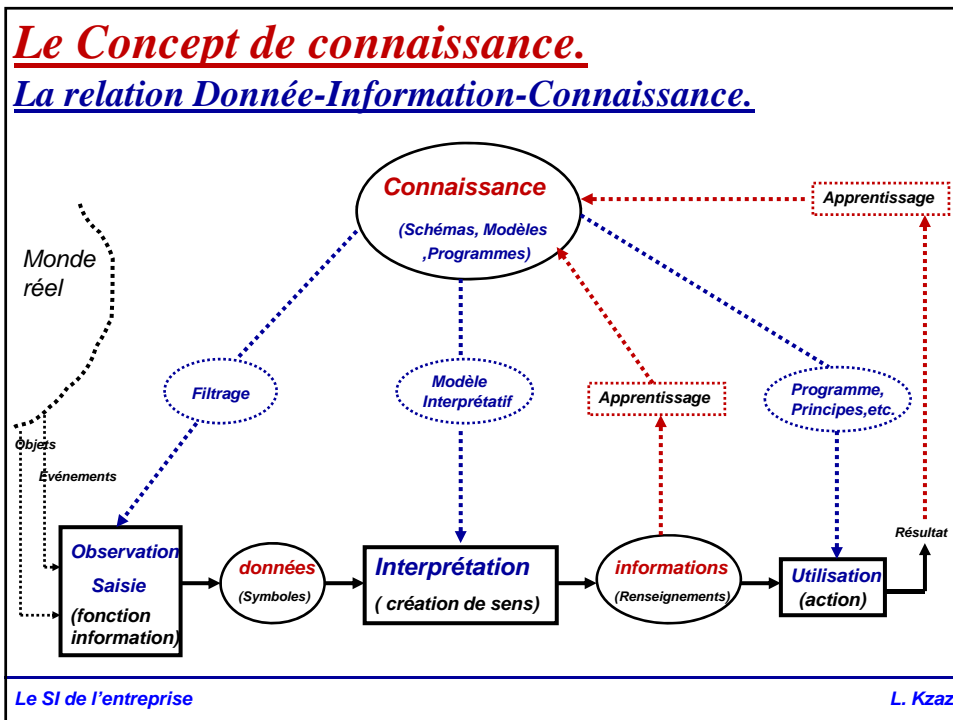 Le Concept de connaissance.
La relation Donnée-Information-Connaissance.
Connaissance
(Schémas, Modèles
,Programmes)
Apprentissage
Monde
réel
Filtrage
Modèle
Interprétatif
Apprentissage
Programme,
Principes,etc.
Objets
Evénements
Résultat
Observation
Saisie
(fonction
information)
données
(Symboles)
Interprétation
( création de sens)
informations
(Renseignements)
Utilisation
(action)
Le SI de l’entreprise
L. Kzaz